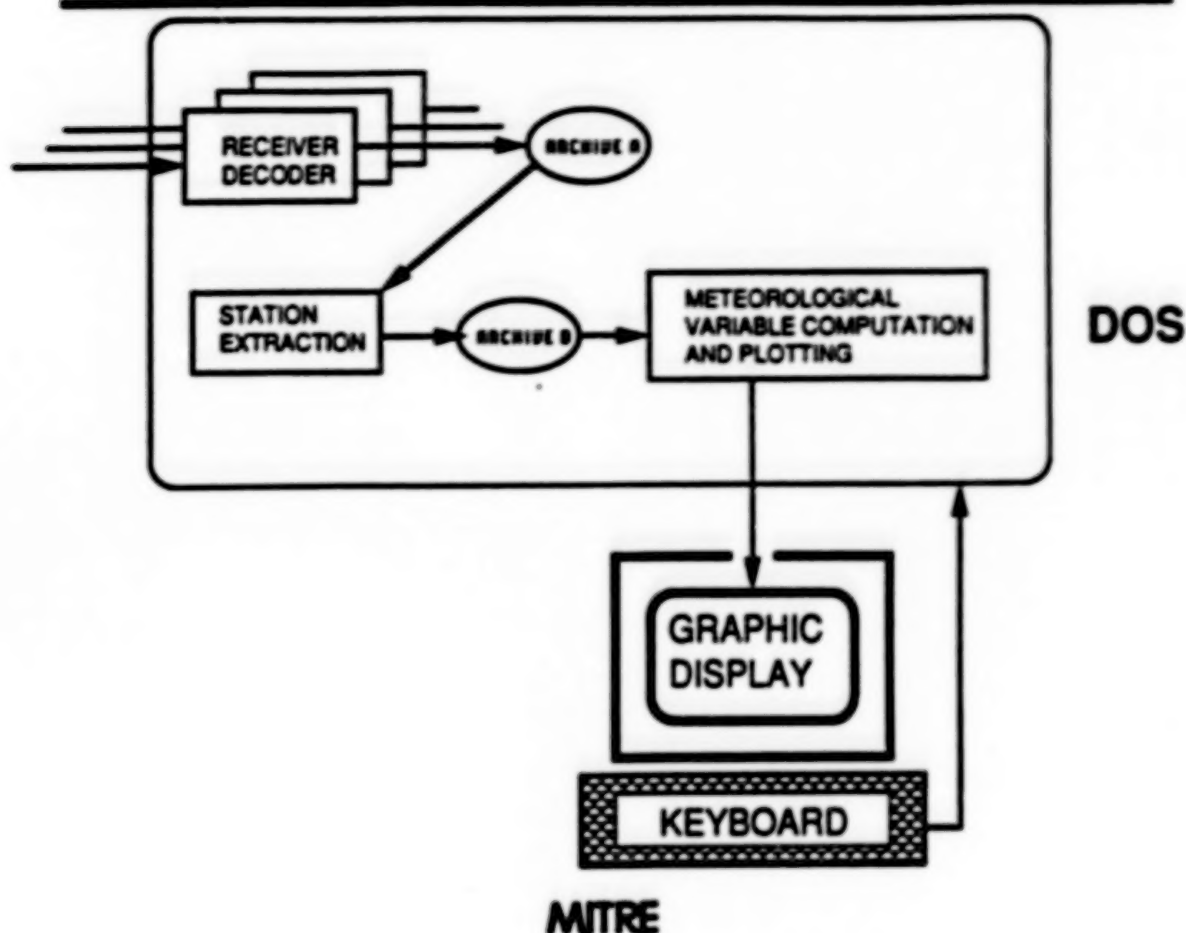 RECEIVER
DECODER
ARCHIVE A
STATION
EXTRACTION
ARCHIVE
METEOROLOGICAL
VARIABLE COMPUTATION
AND PLOTTING
DOS
GRAPHIC
DISPLAY
KEYBOARD
MITRE